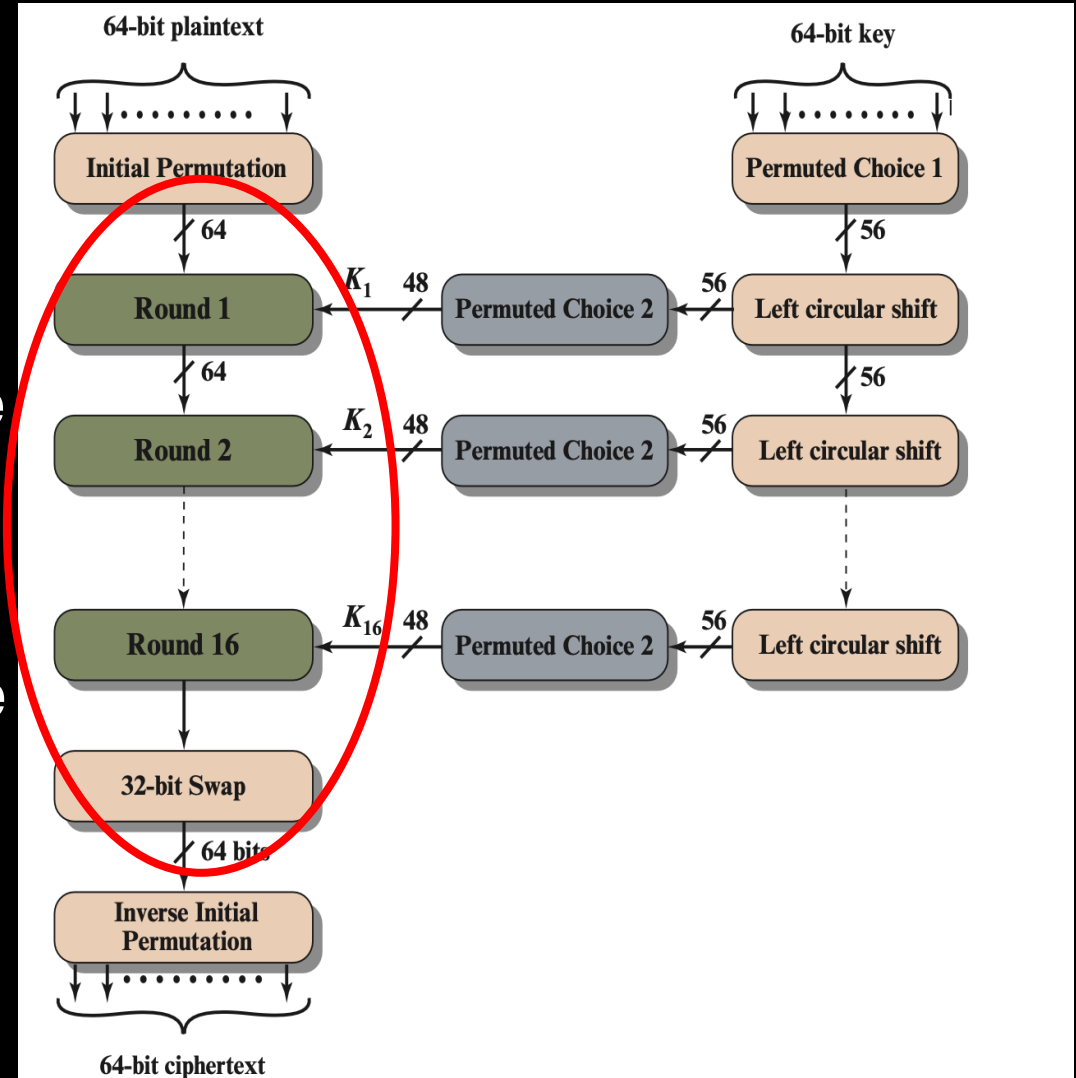 64-bit plaintext
64-bit key
Initial Permutation
Permuted Choice 1
64
56
Round 1
K1
48
Permuted Choice 2
56
Left circular shift
64
56
Round 2
K2
48
Permuted Choice 2
56
Left circular shift
Round 16
K16
48
Permuted Choice 2
56
Left circular shift
32-bit Swap
64 bits
Inverse Initial
Permutation
64-bit ciphertext
e
e